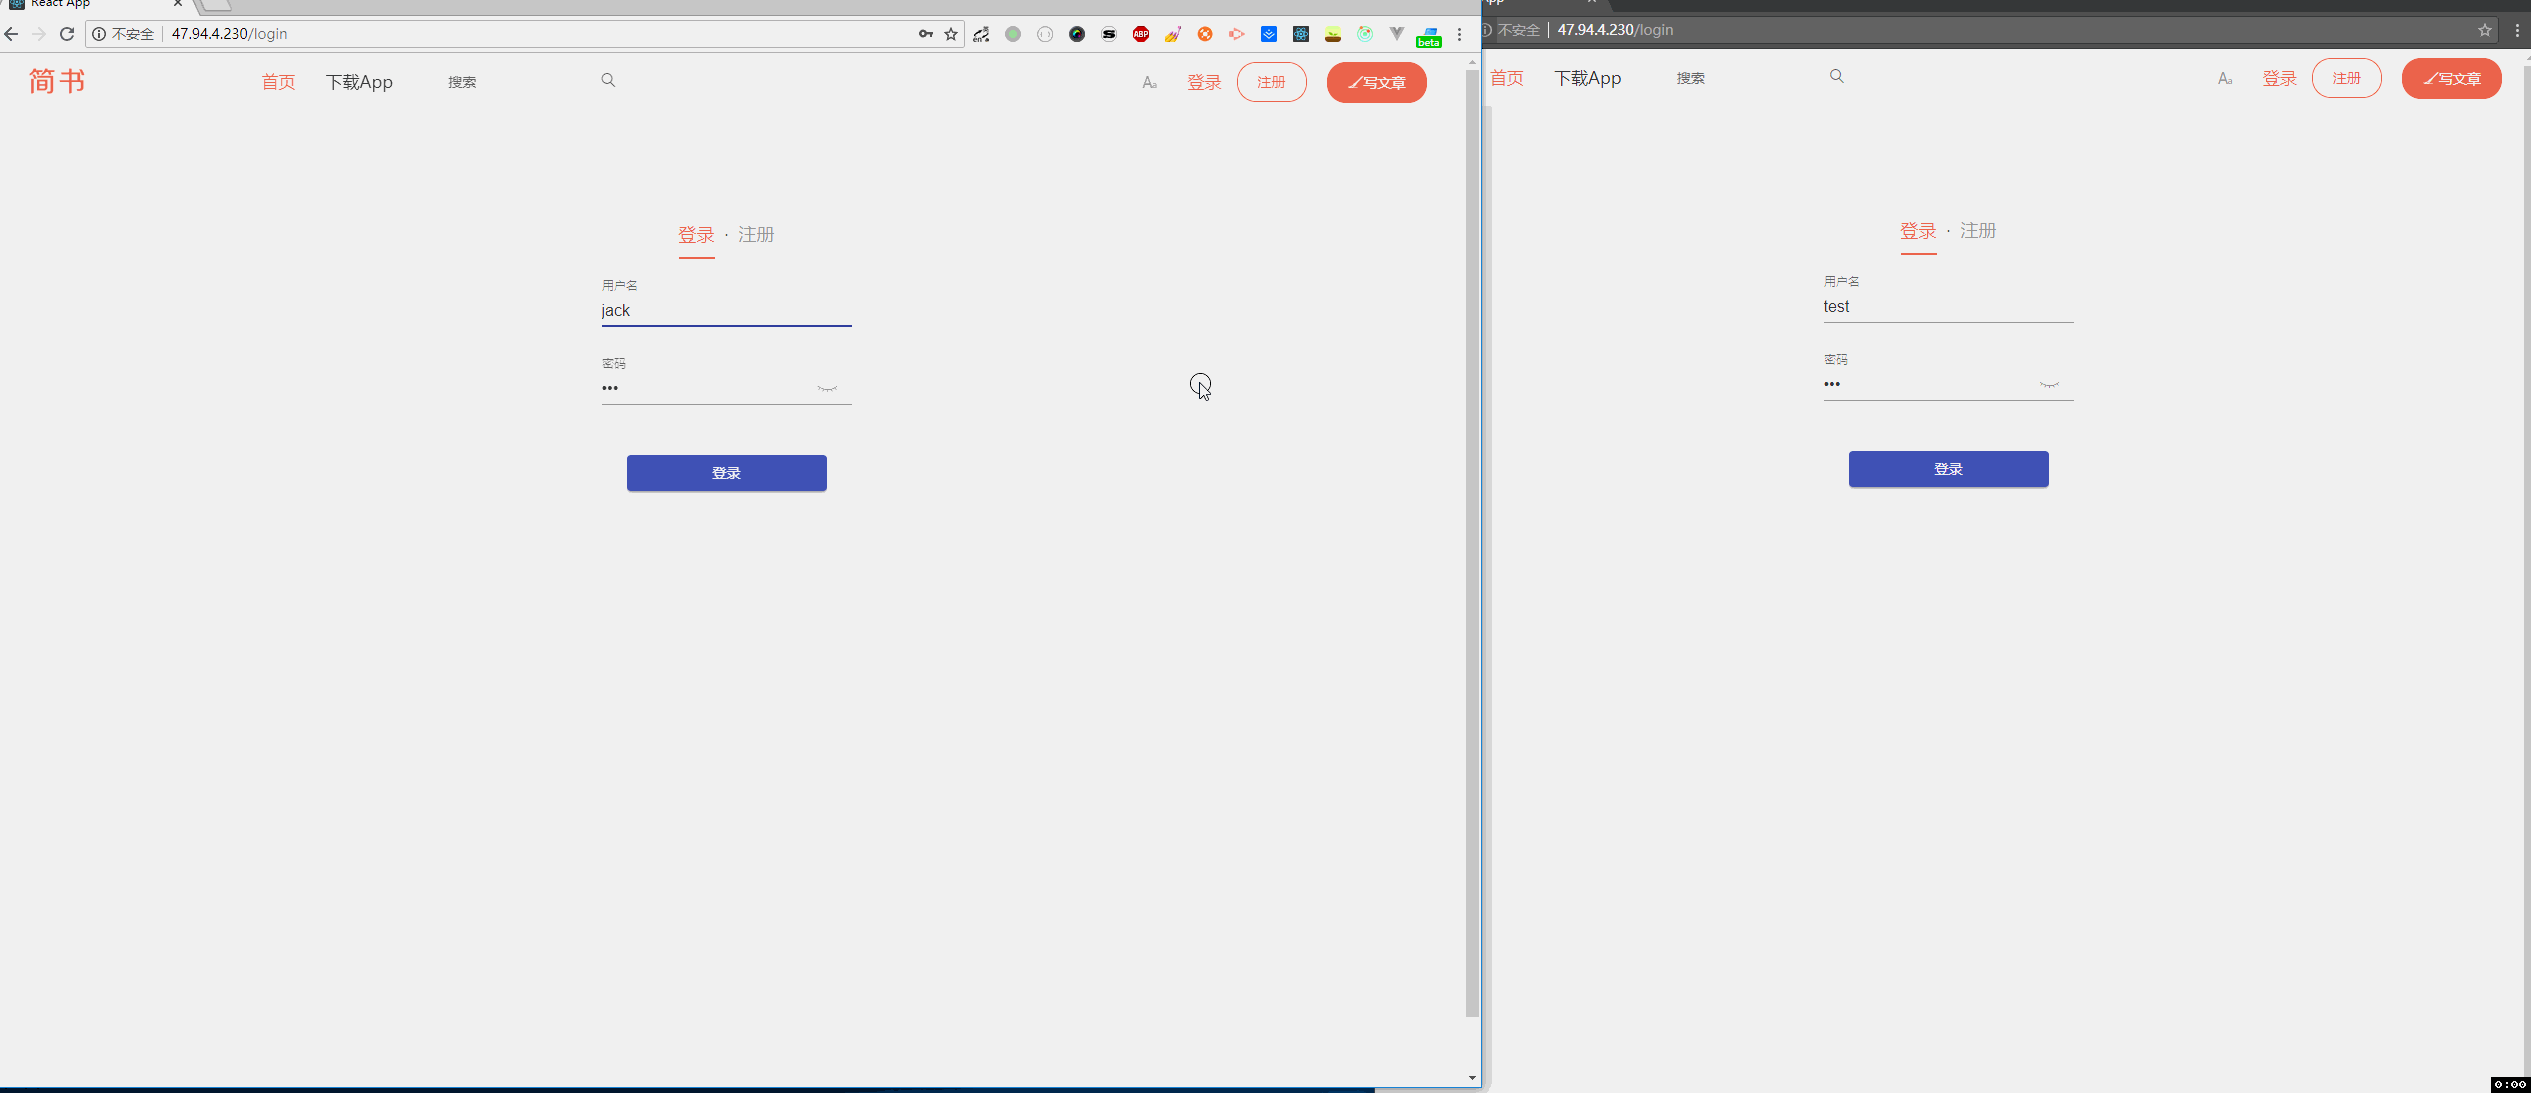 React App
不安全 47.94.4.230/login
ABP
en
beta
简书 首页 下载App 搜索 Aa 登录 注册 写文章
登录 · 注册
用户名
jack
密码
•••
登录
App
不安全 47.94.4.230/login
首页 下载App 搜索 Aa 登录 注册 写文章
登录 · 注册
用户名
test
密码
•••
登录
0:00